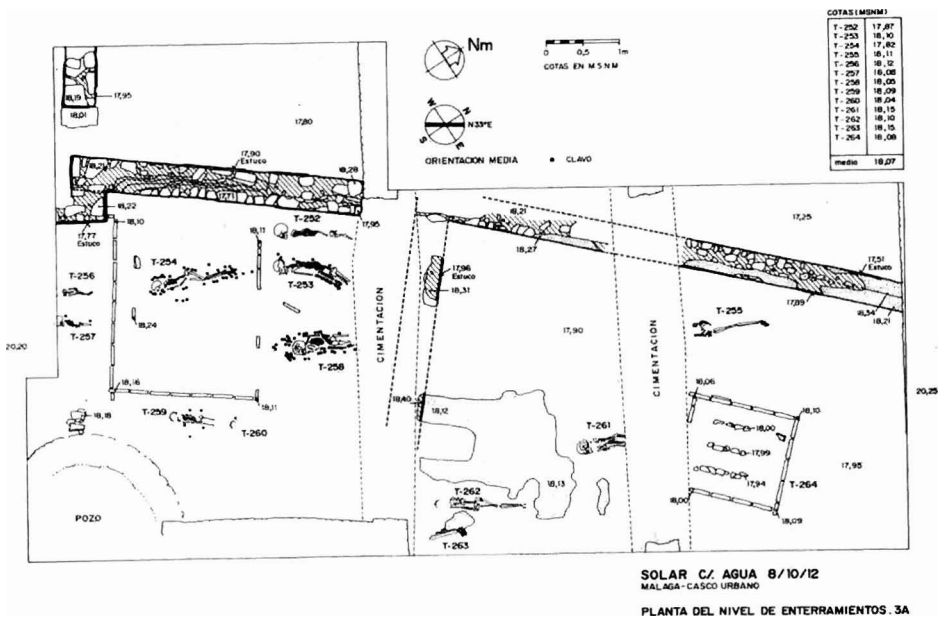 COTAS (MSNM)
T-252 17,87
T-253 18,10
T-254 17,82
T-255 18,11
T-256 18,12
T-257 18,08
T-258 18,05
T-259 18,09
T-260 18,04
T-261 18,15
T-262 18,10
T-263 18,15
T-264 18,08
media 18,07
Nm
0 0,5 1m
COTAS EN M.S.N.M
W N
N33ºE
S E
ORIENTACION MEDIA
CLAVO
18,19
17,95
18,01
17,80
17,90
Estuco
18,28
17,71
18,22
18,10
17,77
Estuco
18,11
T-252
17,95
18,21
18,27
17,25
17,51
Estuco
17,89
18,34
18,21
T-256
T-254
T-253
17,96
Estuco
18,31
T-255
T-257
18,24
17,90
T-258
20,20
CIMENTACION
CIMENTACION
18,16
18,11
18,40
18,12
18,06
18,10
20,25
18,18
T-259
T-260
T-261
18,00
17,99
17,94
17,95
T-264
T-262
18,13
18,00
18,09
POZO
T-263
SOLAR C/. AGUA 8/10/12
MALAGA-CASCO URBANO
PLANTA DEL NIVEL DE ENTERRAMIENTOS. 3A